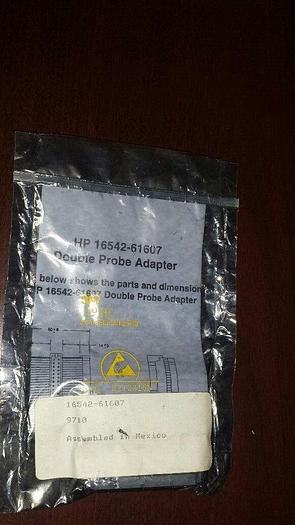 HP 16542-61607
Double Probe Adapter
below shows the parts and dimension
P 16542-61607 Double Probe Adapter
16542-61607
9710
Assembled in Mexico